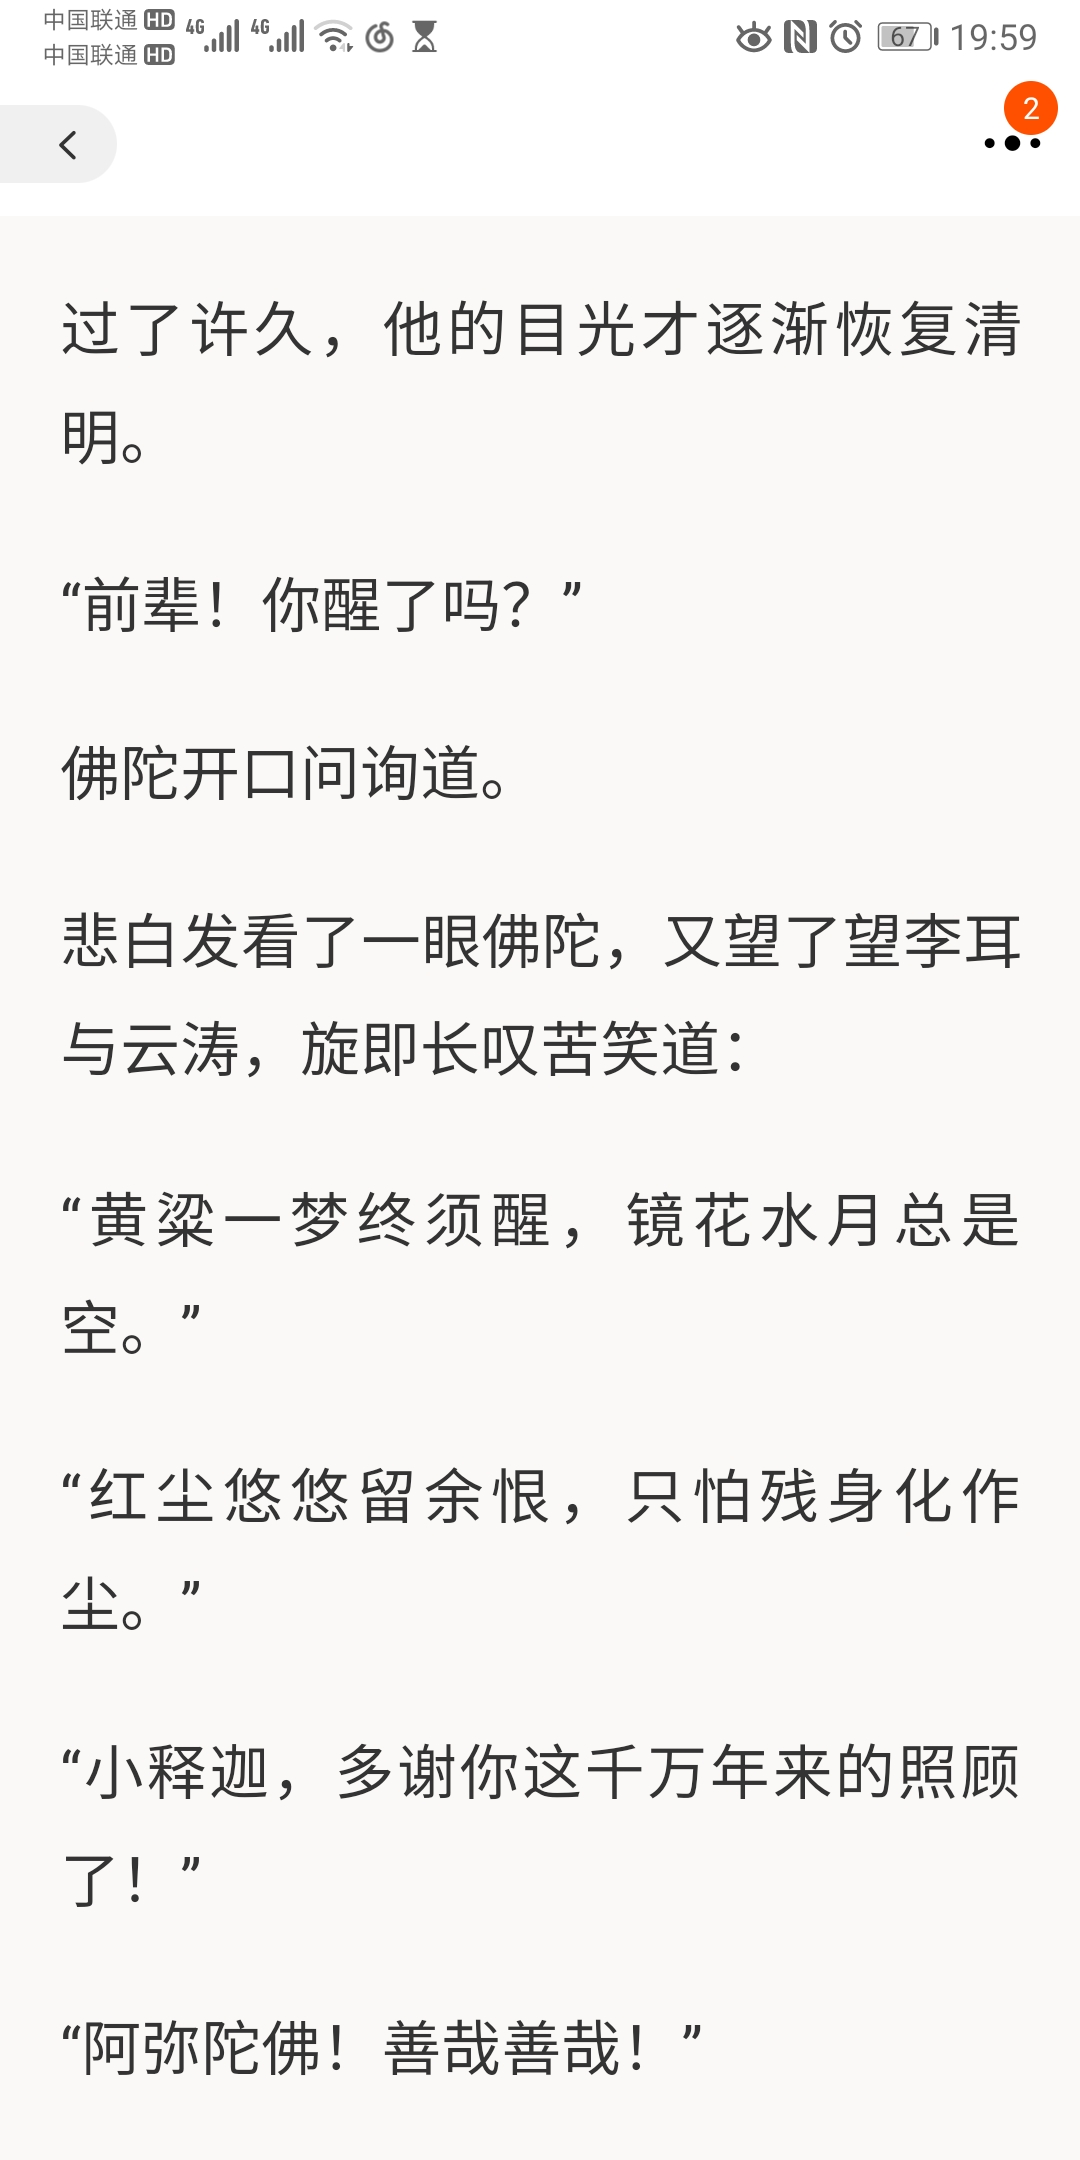 中国联通 HD 4G 4G 67 19:59
中国联通 HD
2
过了许久，他的目光才逐渐恢复清
明。
“前辈！你醒了吗？”
佛陀开口问询道。
悲白发看了一眼佛陀，又望了望李耳
与云涛，旋即长叹苦笑道：
“黄粱一梦终须醒，镜花水月总是
空。”
“红尘悠悠留余恨，只怕残身化作
尘。”
“小释迦，多谢你这千万年来的照顾
了！”
“阿弥陀佛！善哉善哉！”